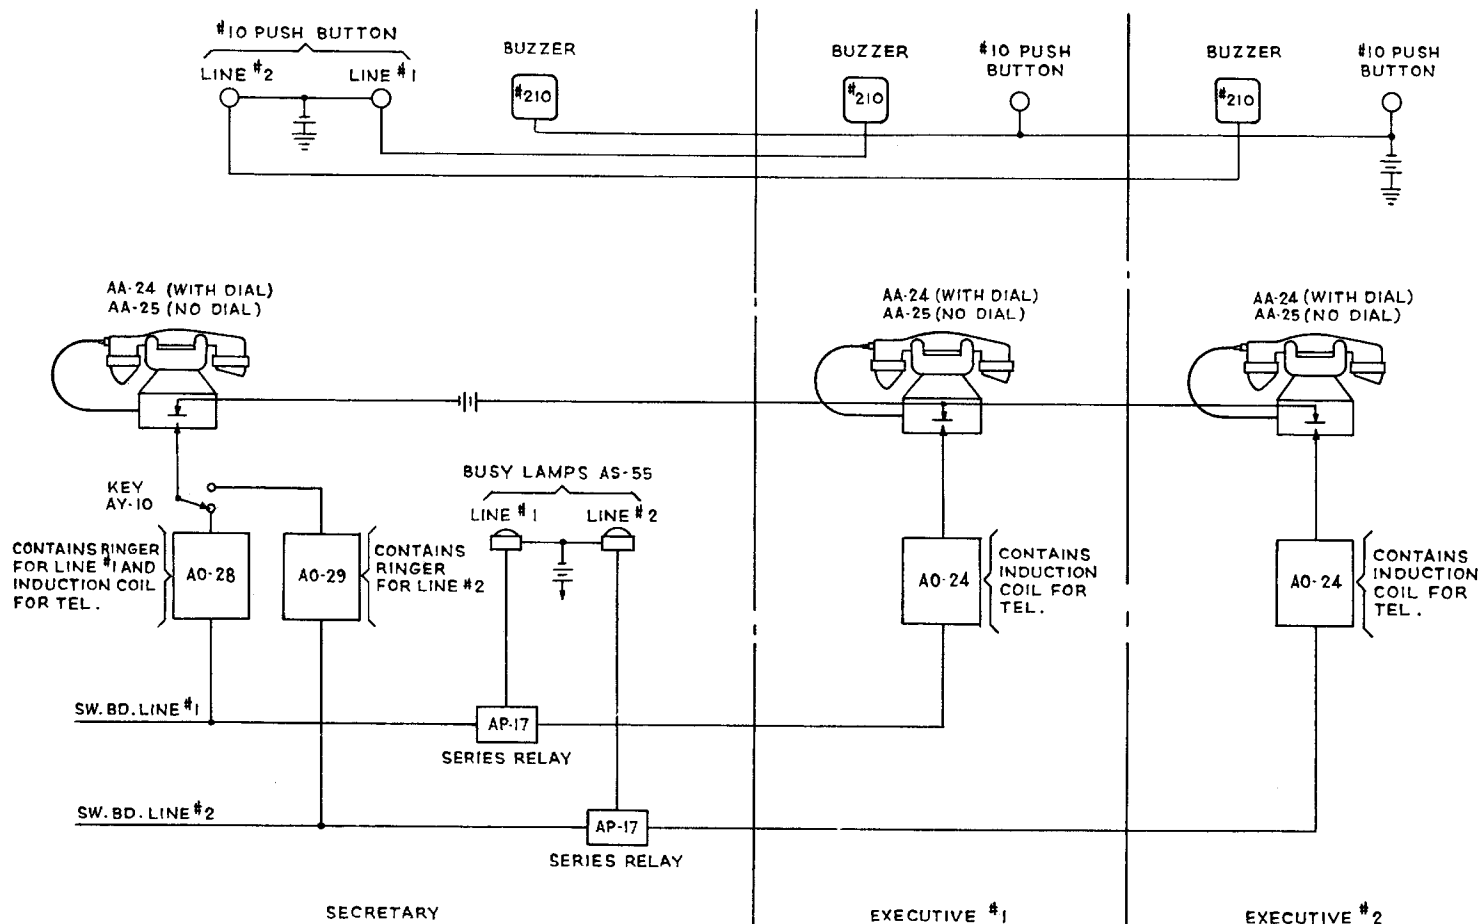 #10 PUSH BUTTON
LINE #2
LINE #1
BUZZER
#210
BUZZER
#210
#10 PUSH
BUTTON
BUZZER
#210
#10 PUSH
BUTTON
AA-24 (WITH DIAL)
AA-25 (NO DIAL)
AA-24 (WITH DIAL)
AA-25 (NO DIAL)
AA-24 (WITH DIAL)
AA-25 (NO DIAL)
KEY
AY-10
BUSY LAMPS AS-55
LINE #1
LINE #2
CONTAINS RINGER
FOR LINE #1 AND
INDUCTION COIL
FOR TEL.
AO-28
AO-29
CONTAINS
RINGER
FOR LINE #2
AO-24
CONTAINS
INDUCTION
COIL FOR
TEL.
AO-24
CONTAINS
INDUCTION
COIL FOR
TEL.
SW. BD. LINE #1
AP-17
SERIES RELAY
SW. BD. LINE #2
AP-17
SERIES RELAY
SECRETARY
EXECUTIVE #1
EXECUTIVE #2